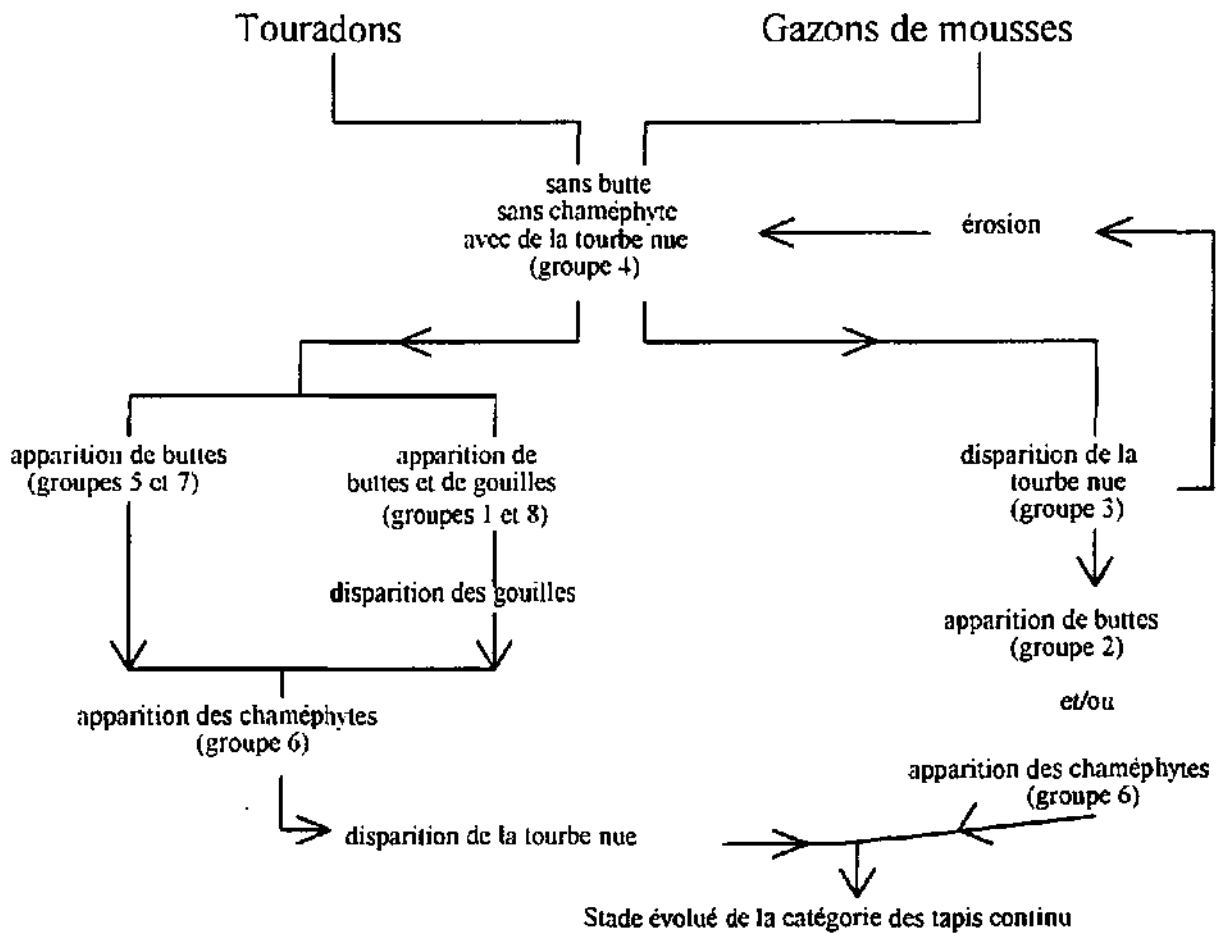 Touradons
Gazons de mousses
sans butte
sans chaméphyte
avec de la tourbe nue
(groupe 4)
érosion
apparition de buttes
(groupes 5 et 7)
apparition de
buttes et de gouilles
(groupes 1 et 8)
disparition des gouilles
disparition de la
tourbe nue
(groupe 3)
apparition de buttes
(groupe 2)
et/ou
apparition des chaméphytes
(groupe 6)
apparition des chaméphytes
(groupe 6)
disparition de la tourbe nue
Stade évolué de la catégorie des tapis continu